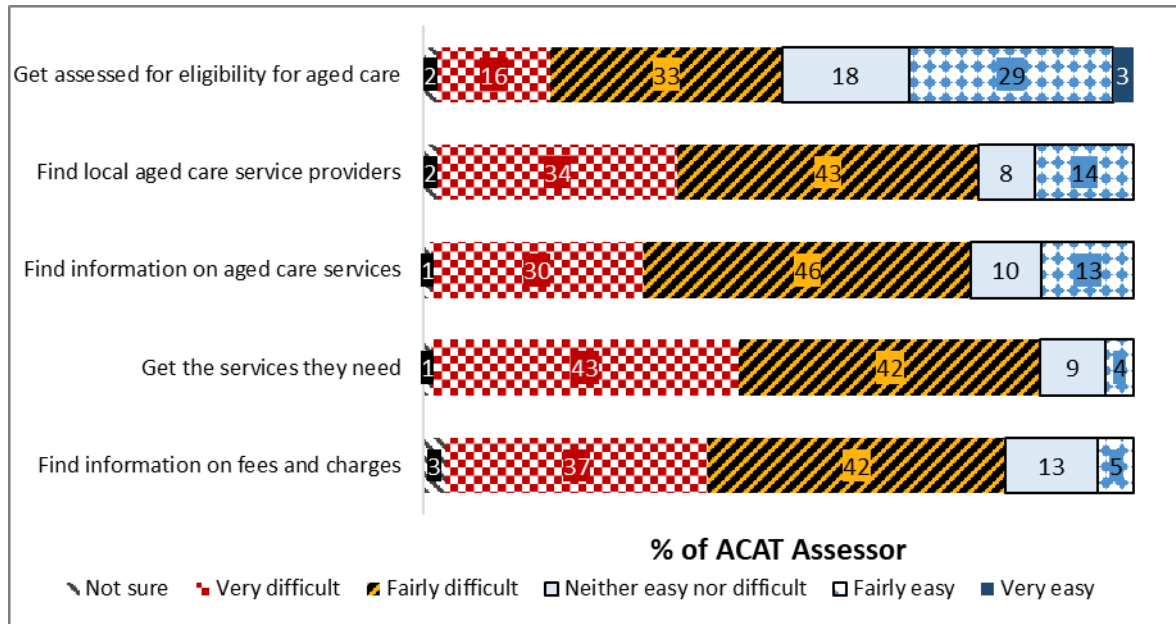 Get assessed for eligibility for aged care 2 16 33 18 29 3
Find local aged care service providers 2 34 43 8 14
Find information on aged care services 1 30 46 10 13
Get the services they need 1 43 42 9 4
Find information on fees and charges 3 37 42 13 5
% of ACAT Assessor
Not sure Very difficult Fairly difficult Neither easy nor difficult Fairly easy Very easy